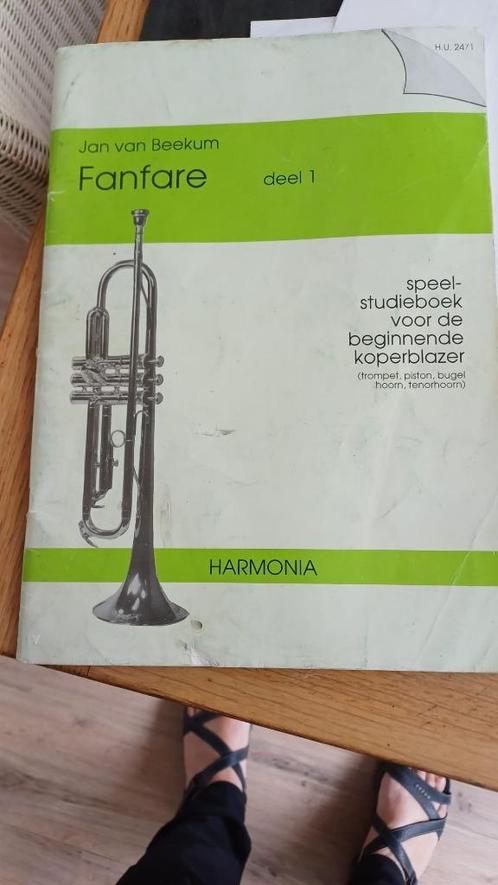 H.U. 2471
Jan van Beekum
Fanfare deel 1
speel-
studieboek
voor de
beginnende
koperblazer
(trompet, piston, bugel
hoorn, tenorhoorn)
HARMONIA